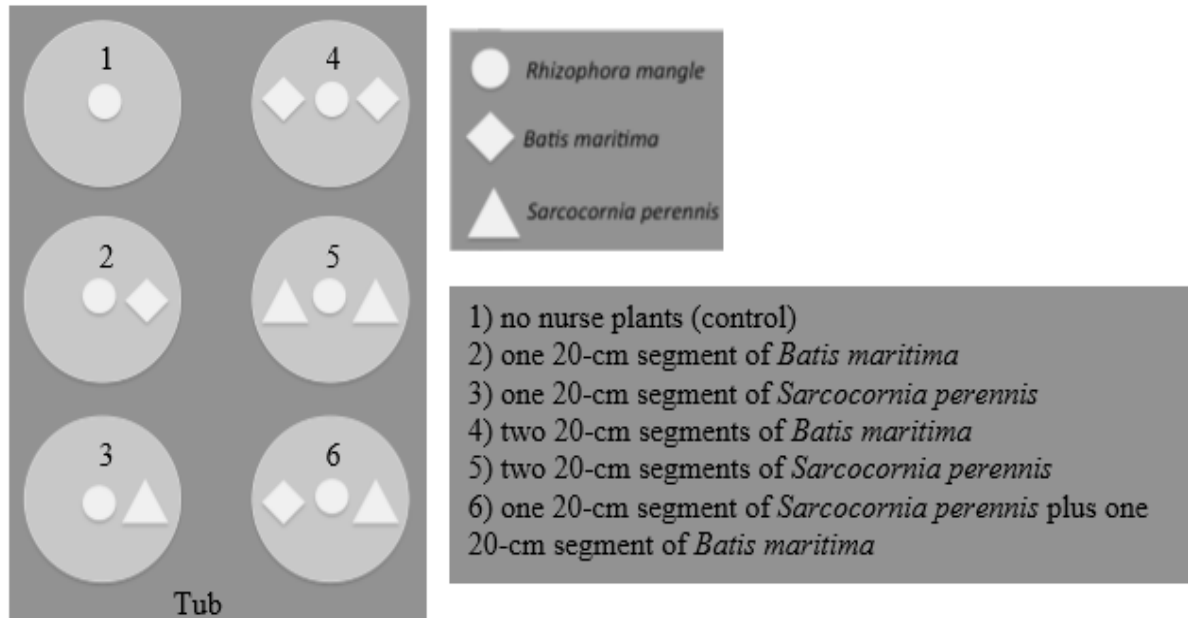 1
4
2
5
3
6
Tub
Rhizophora mangle
Batis maritima
Sarcocornia perennis
1) no nurse plants (control)
2) one 20-cm segment of Batis maritima
3) one 20-cm segment of Sarcocornia perennis
4) two 20-cm segments of Batis maritima
5) two 20-cm segments of Sarcocornia perennis
6) one 20-cm segment of Sarcocornia perennis plus one
20-cm segment of Batis maritima